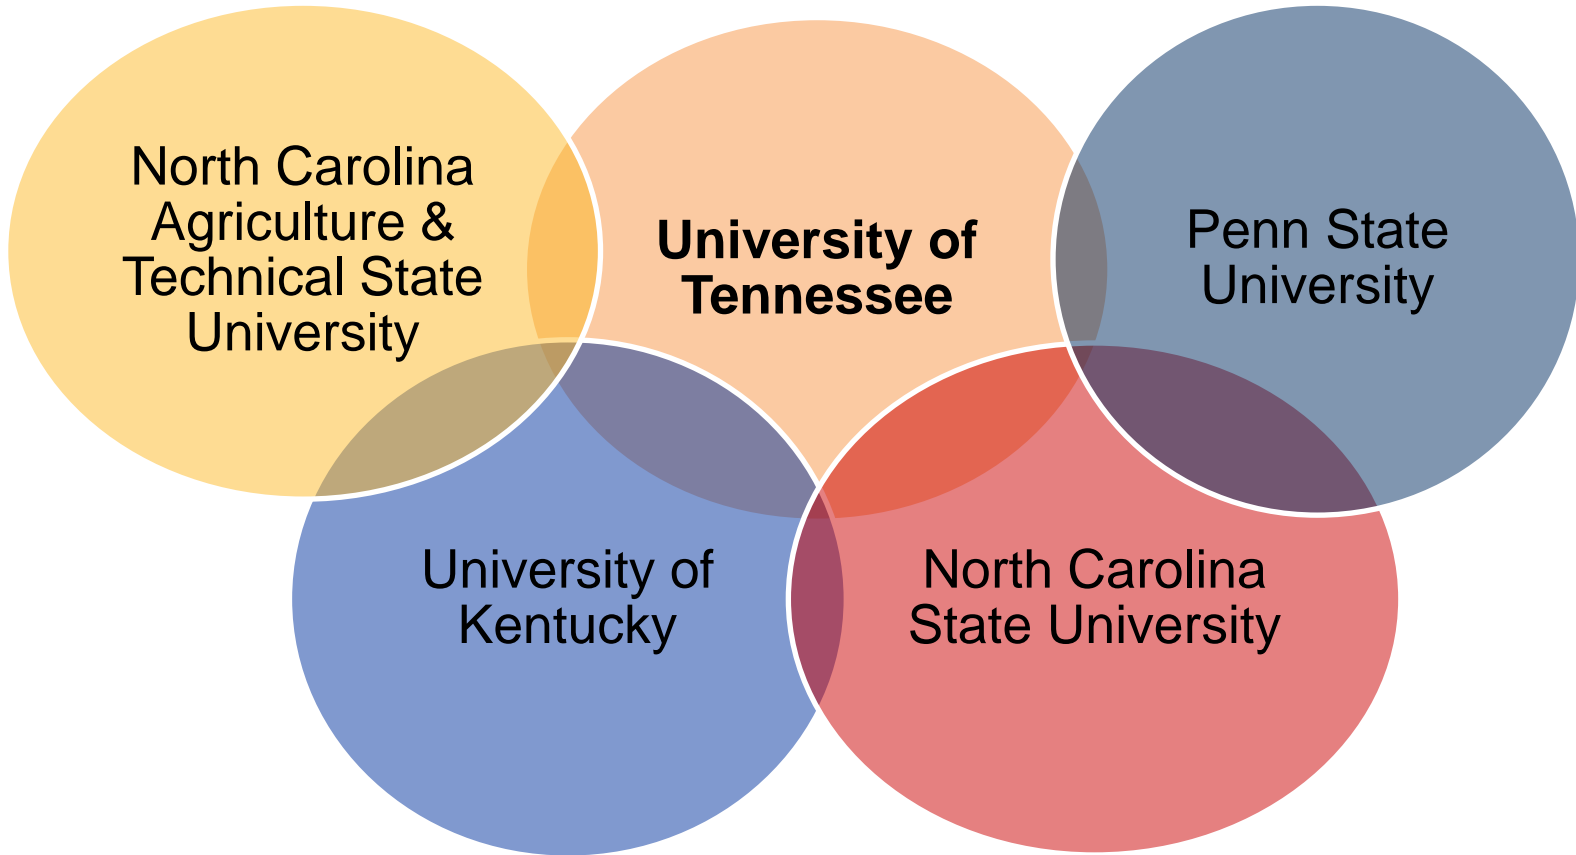 North Carolina
Agriculture &
Technical State
University
University of
Tennessee
Penn State
University
University of
Kentucky
North Carolina
State University